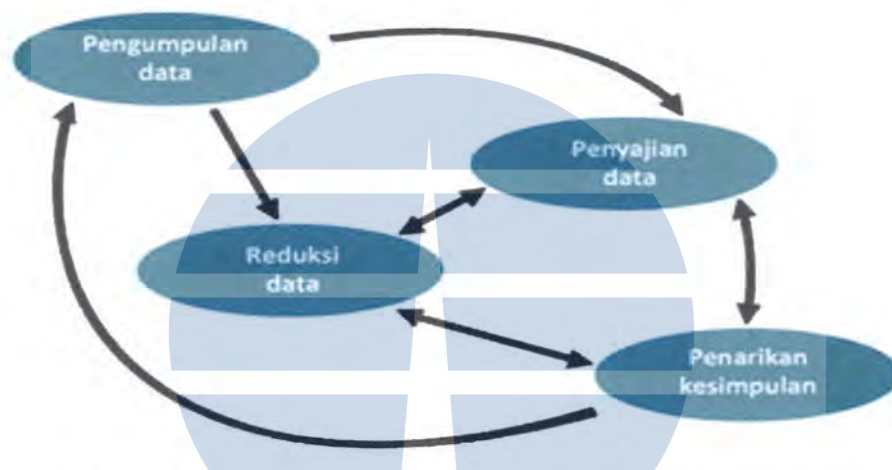 Pengumpulan
data
Penyajian
data
Reduksi
data
Penarikan
kesimpulan